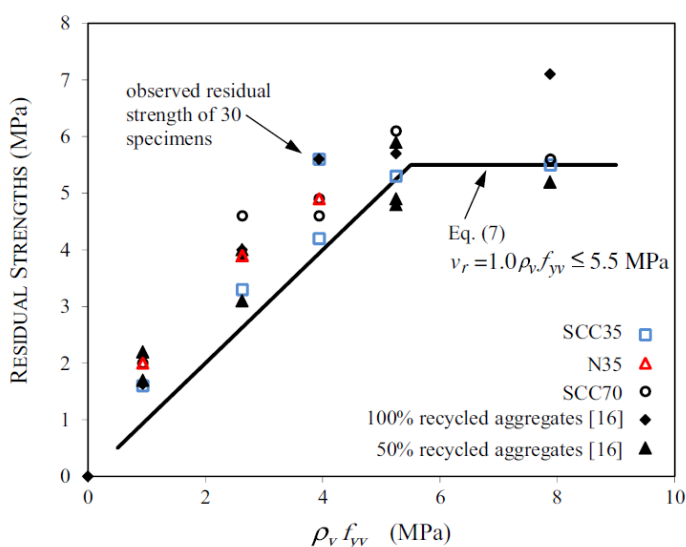 8
7
6
5
4
3
2
1
0
RESIDUAL STRENGTHS (MPa)
observed residual
strength of 30
specimens
Eq. (7)
v_r =1.0ρ_v f_yv ≤ 5.5 MPa
SCC35
N35
SCC70
100% recycled aggregates [16]
50% recycled aggregates [16]
0 2 4 6 8 10
ρ_v f_yv (MPa)